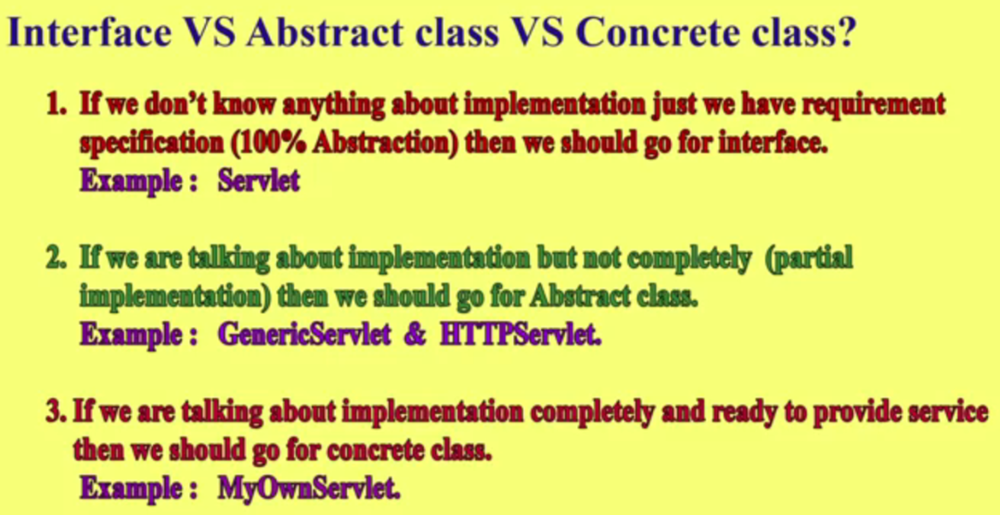 Interface VS Abstract class VS Concrete class?
1. If we don't know anything about implementation just we have requirement
specification (100% Abstraction) then we should go for interface.
Example : Servlet
2. If we are talking about implementation but not completely (partial
implementation) then we should go for Abstract class.
Example : GenericServlet & HTTPServlet.
3. If we are talking about implementation completely and ready to provide service
then we should go for concrete class.
Example : MyOwnServlet.